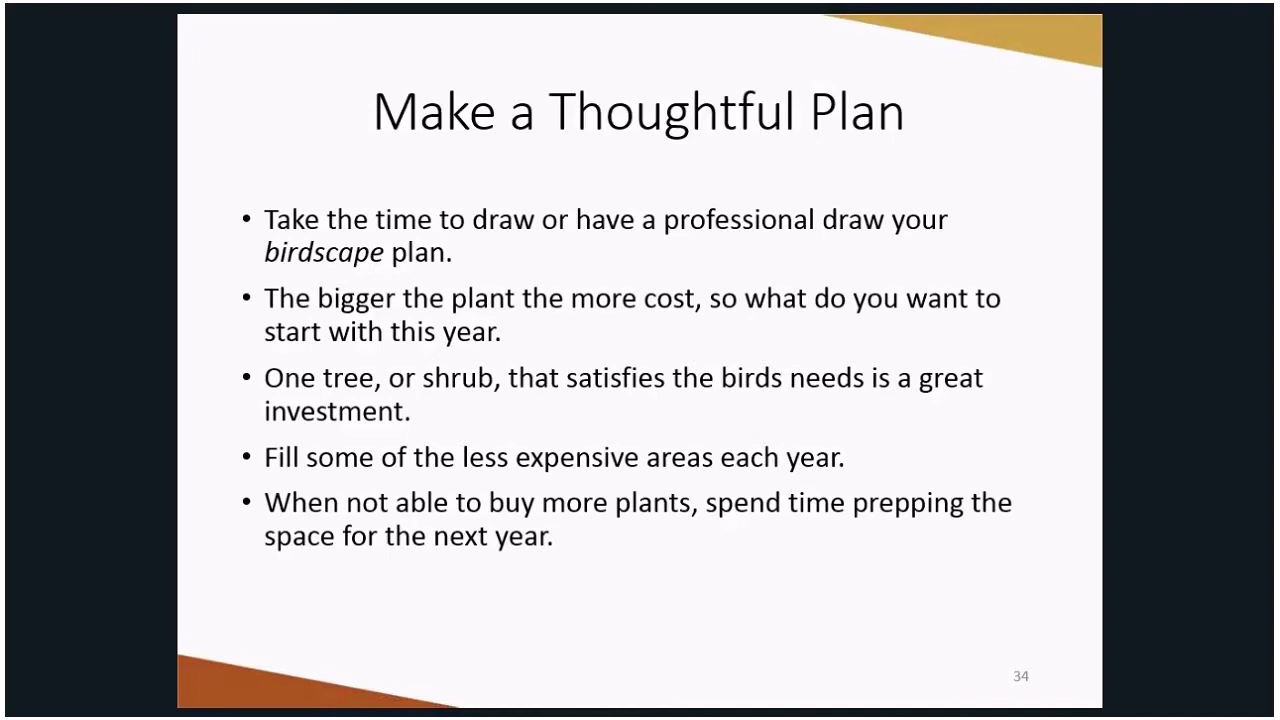 Make a Thoughtful Plan
• Take the time to draw or have a professional draw your
birdscape plan.
• The bigger the plant the more cost, so what do you want to
start with this year.
• One tree, or shrub, that satisfies the birds needs is a great
investment.
• Fill some of the less expensive areas each year.
• When not able to buy more plants, spend time prepping the
space for the next year.
34